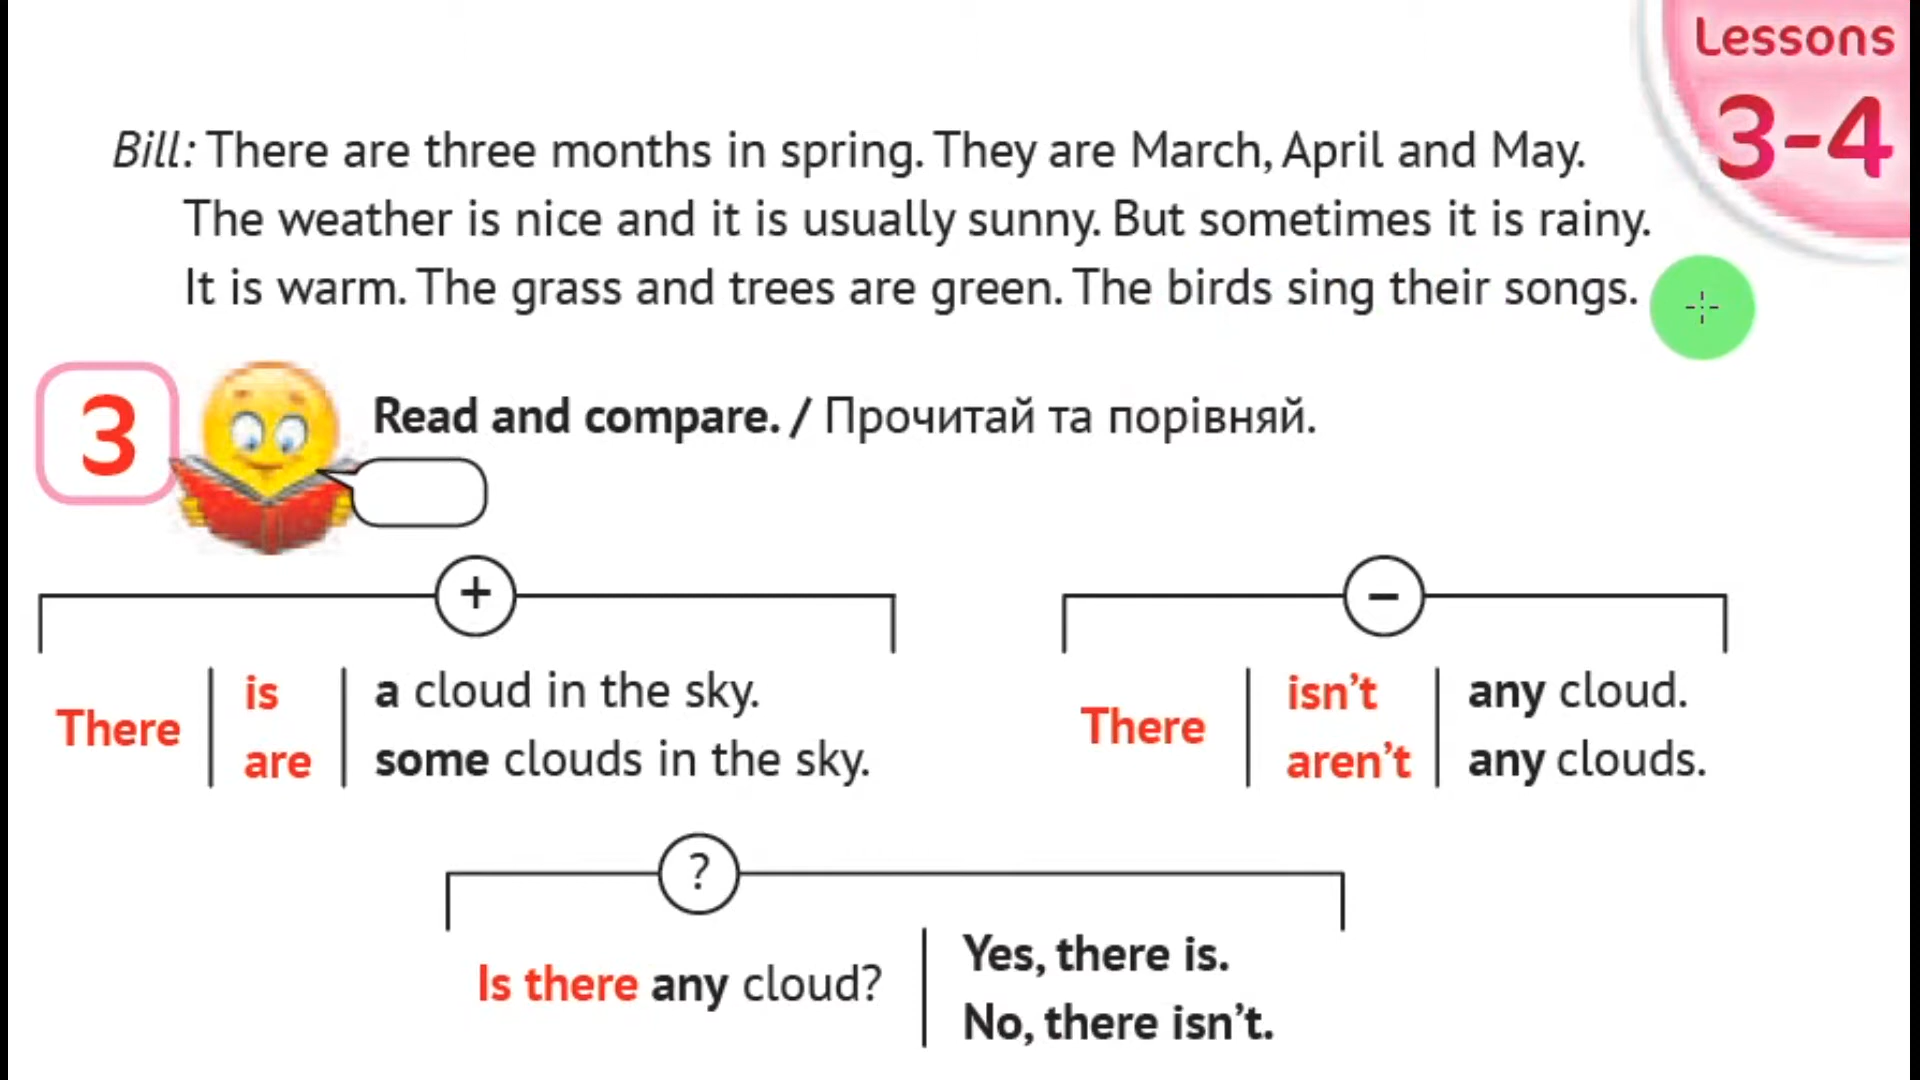 Lessons
3-4
Bill: There are three months in spring. They are March, April and May.
The weather is nice and it is usually sunny. But sometimes it is rainy.
It is warm. The grass and trees are green. The birds sing their songs.
3
Read and compare. / Прочитай та порівняй.
+
There
is
are
a cloud in the sky.
some clouds in the sky.
−
There
isn’t
aren’t
any cloud.
any clouds.
?
Is there any cloud?
Yes, there is.
No, there isn’t.